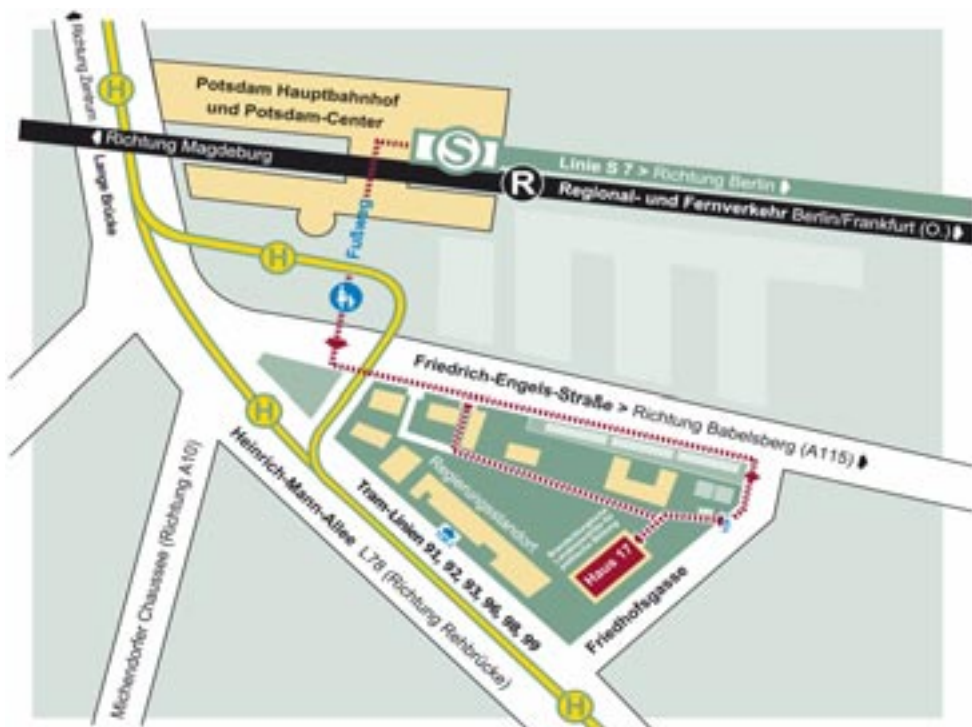 Richtung Zentrum
Lange Brücke
H
Potsdam Hauptbahnhof
und Potsdam-Center
S
Richtung Magdeburg
Linie S 7 > Richtung Berlin
R
Regional- und Fernverkehr Berlin/Frankfurt (O.)
Fußweg
H
Friedrich-Engels-Straße > Richtung Babelsberg (A115)
H
Heinrich-Mann-Allee L78 (Richtung Rehbrücke)
Tram-Linien 91, 92, 93, 96, 98, 99
Regierungsstandort
Haus 17
Friedhofsgasse
Michendorfer Chaussee (Richtung A10)
H